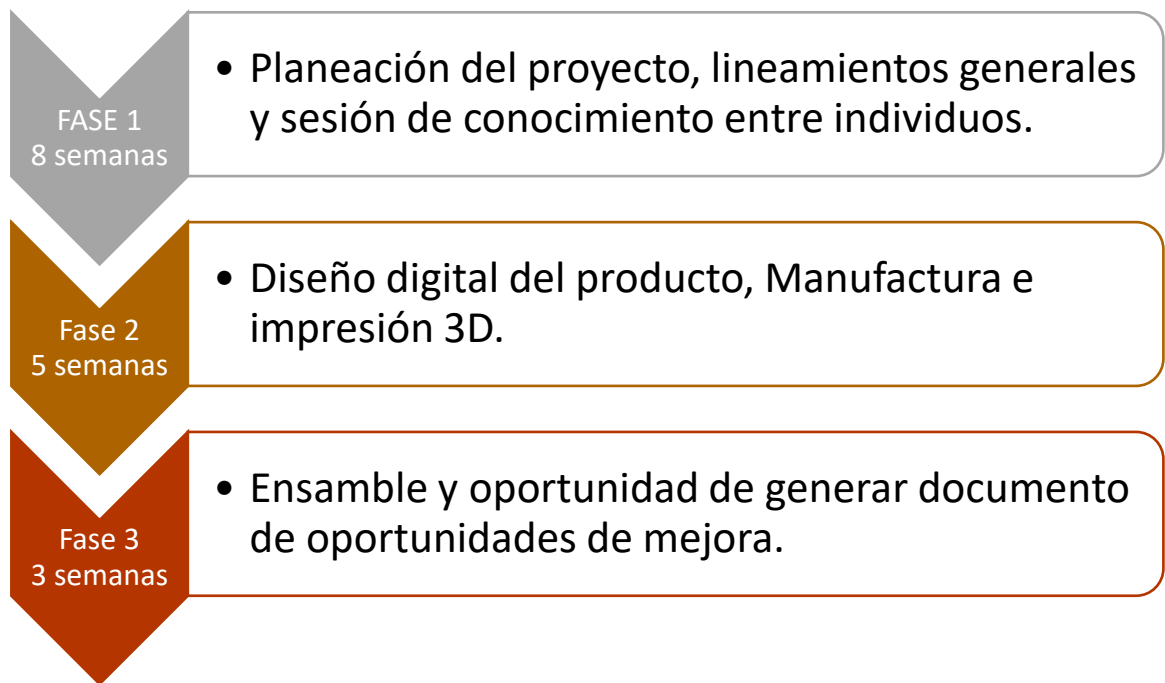 FASE 1
8 semanas
• Planeación del proyecto, lineamientos generales
y sesión de conocimiento entre individuos.
Fase 2
5 semanas
• Diseño digital del producto, Manufactura e
impresión 3D.
Fase 3
3 semanas
• Ensamble y oportunidad de generar documento
de oportunidades de mejora.